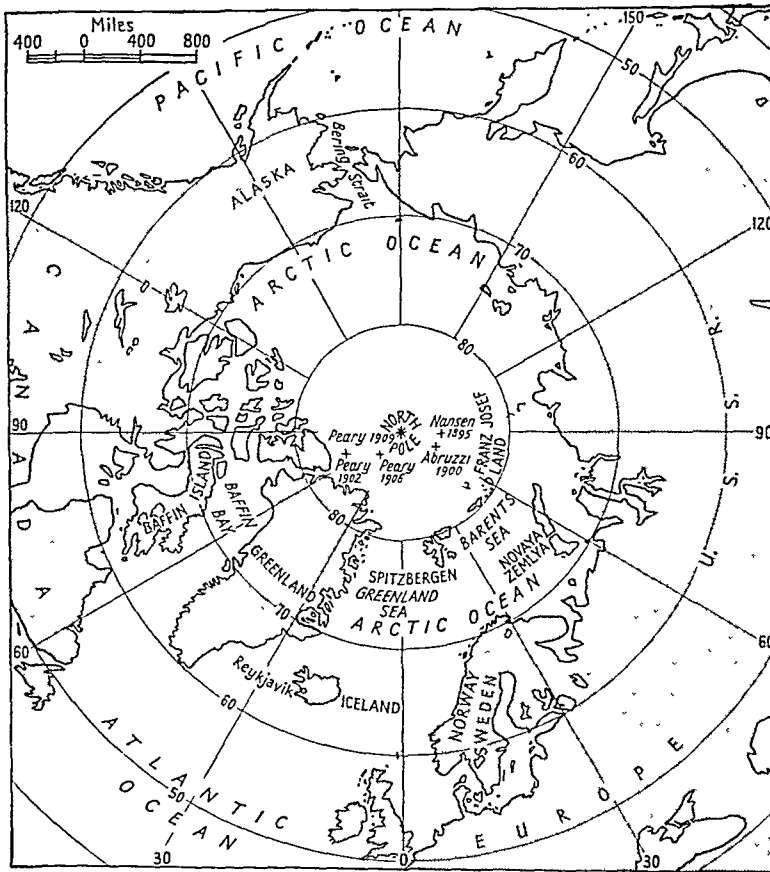 Miles
400 0 400 800
PACIFIC OCEAN
150
50
60
ALASKA
Bering Strait
120
70
120
ARCTIC OCEAN
80
CANADA
U.S.S.R.
90
NORTH POLE
Nansen
1895
Peary 1909
Peary
1902
Peary
1906
Abruzzi
1900
FRANZ JOSEF
LAND
90
BAFFIN ISLAND
BAFFIN
BAY
80
BARENTS
SEA
NOVAYA
ZEMLYA
GREENLAND
SPITZBERGEN
GREENLAND
SEA
ARCTIC OCEAN
70
60
60
Reykjavik
ICELAND
60
NORWAY
SWEDEN
ATLANTIC
OCEAN
50
EUROPE
30
0
30